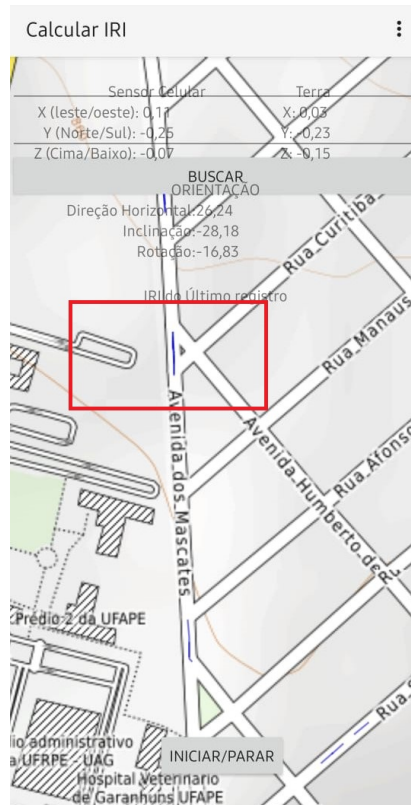 Calcular IRI
Sensor Celular Terra
X (leste/oeste): 0,11 X: 0,03
Y (Norte/Sul): -0,25 Y: -0,23
Z (Cima/Baixo): -0,07 Z: -0,15
BUSCAR
ORIENTAÇÃO
Direção Horizontal:26,24
Inclinação:-28,18
Rotação:-16,83
IRI do Último registro
Rua Curitiba
Rua Manaus
Avenida dos Mascates
Avenida Humberto de
Rua Afonso
Ru
Prédio 2 da UFAPE
Rua
io administrativo
a UFRPE - UAG
INICIAR/PARAR
Hospital Veterinario
de Garanhuns UFAPE